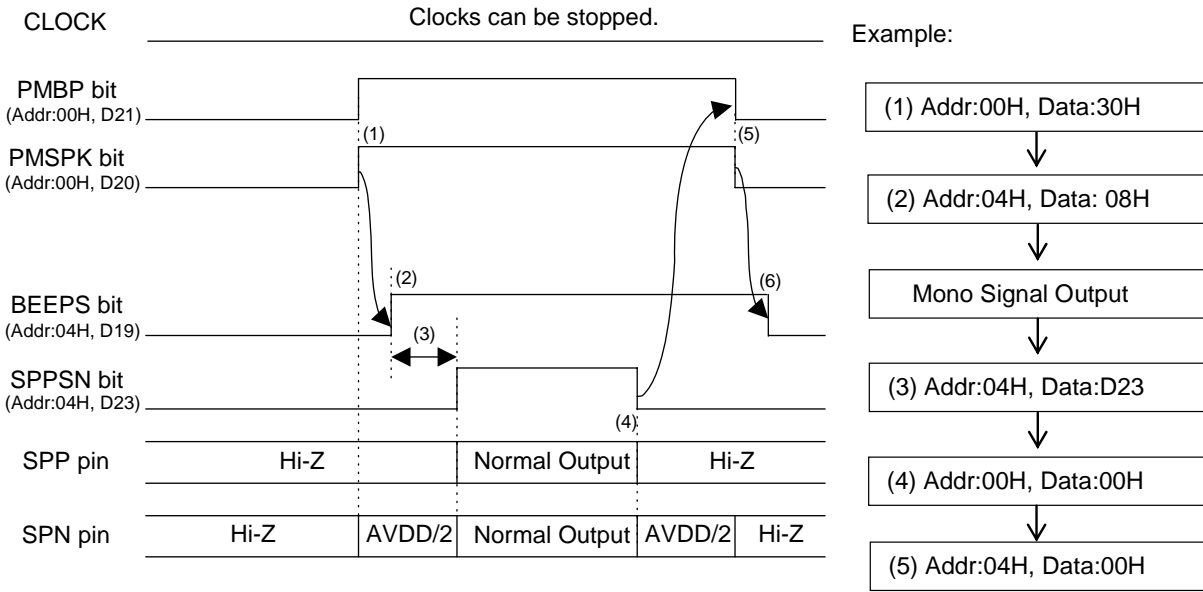 CLOCK
Clocks can be stopped.
Example:
PMBP bit
(Addr:00H, D21)
(1)
(5)
PMSPK bit
(Addr:00H, D20)
(2)
(6)
BEEPS bit
(Addr:04H, D19)
(3)
SPPSN bit
(Addr:04H, D23)
(4)
SPP pin
Hi-Z
Normal Output
Hi-Z
SPN pin
Hi-Z
AVDD/2
Normal Output
AVDD/2
Hi-Z
(1) Addr:00H, Data:30H
(2) Addr:04H, Data: 08H
Mono Signal Output
(3) Addr:04H, Data:D23
(4) Addr:00H, Data:00H
(5) Addr:04H, Data:00H